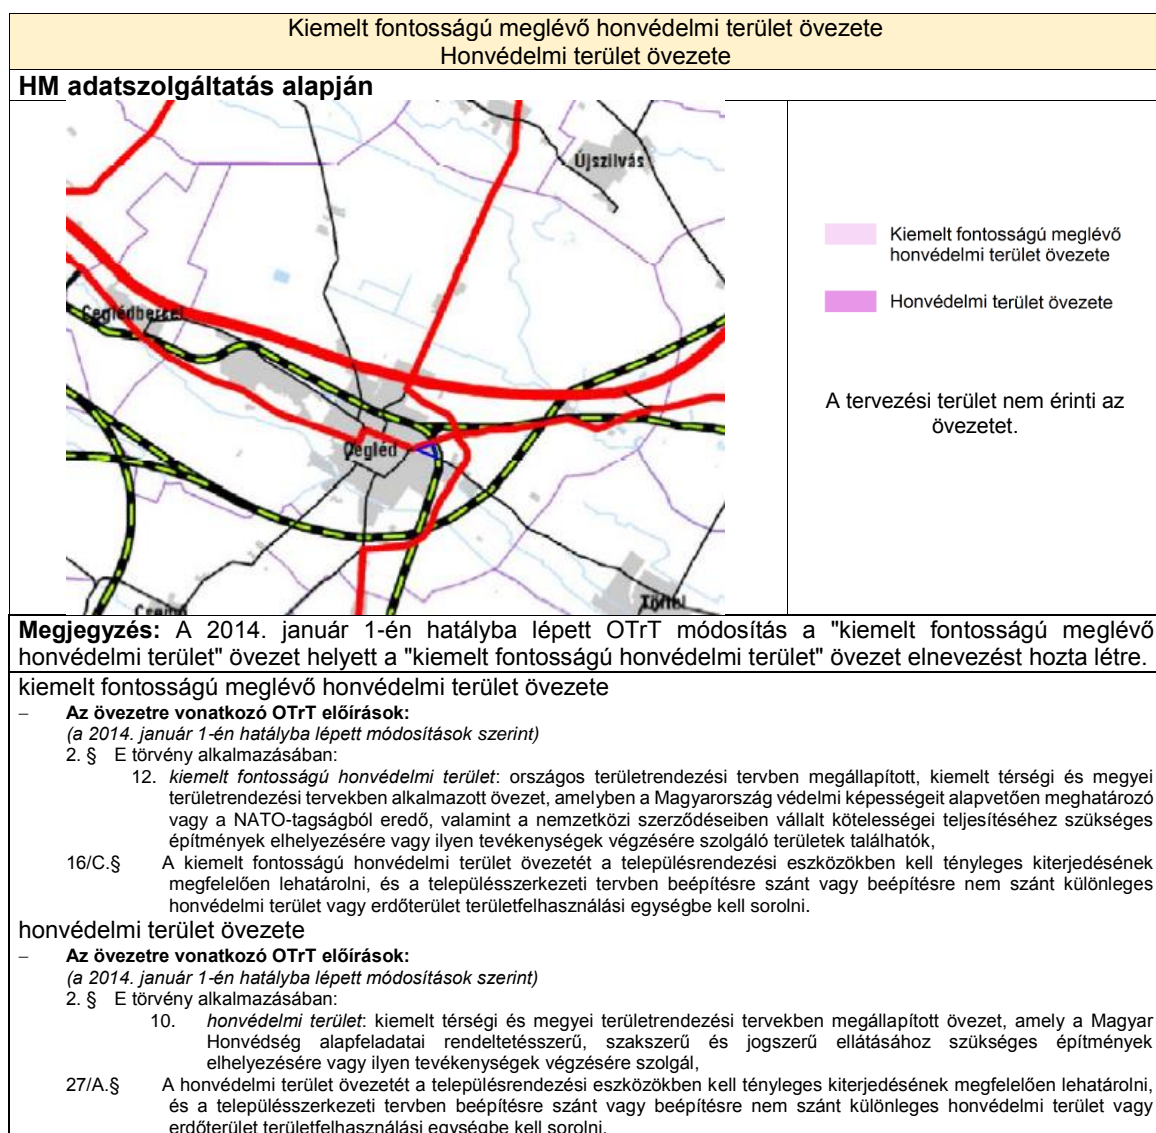 Kiemelt fontosságú meglévő honvédelmi terület övezete
Honvédelmi terület övezete
HM adatszolgáltatás alapján
Újszilvás
Ceglédbercel
Cegléd
Törtel
Kiemelt fontosságú meglévő
honvédelmi terület övezete
Honvédelmi terület övezete
A tervezési terület nem érinti az
övezetet.
Megjegyzés: A 2014. január 1-én hatályba lépett OTrT módosítás a "kiemelt fontosságú meglévő
honvédelmi terület" övezet helyett a "kiemelt fontosságú honvédelmi terület" övezet elnevezést hozta létre.
kiemelt fontosságú meglévő honvédelmi terület övezete
– Az övezetre vonatkozó OTrT előírások:
(a 2014. január 1-én hatályba lépett módosítások szerint)
2. § E törvény alkalmazásában:
12. kiemelt fontosságú honvédelmi terület: országos területrendezési tervben megállapított, kiemelt térségi és megyei
területrendezési tervekben alkalmazott övezet, amelyben a Magyarország védelmi képességeit alapvetően meghatározó
vagy a NATO-tagságból eredő, valamint a nemzetközi szerződéseiben vállalt kötelességei teljesítéséhez szükséges
építmények elhelyezésére vagy ilyen tevékenységek végzésére szolgáló területek találhatók,
16/C.§ A kiemelt fontosságú honvédelmi terület övezetét a településrendezési eszközökben kell tényleges kiterjedésének
megfelelően lehatárolni, és a településszerkezeti tervben beépítésre szánt vagy beépítésre nem szánt különleges
honvédelmi terület vagy erdőterület területfelhasználási egységbe kell sorolni.
honvédelmi terület övezete
– Az övezetre vonatkozó OTrT előírások:
(a 2014. január 1-én hatályba lépett módosítások szerint)
2. § E törvény alkalmazásában:
10. honvédelmi terület: kiemelt térségi és megyei területrendezési tervekben megállapított övezet, amely a Magyar
Honvédség alapfeladatai rendeltetésszerű, szakszerű és jogszerű ellátásához szükséges építmények
elhelyezésére vagy ilyen tevékenységek végzésére szolgál,
27/A.§ A honvédelmi terület övezetét a településrendezési eszközökben kell tényleges kiterjedésének megfelelően lehatárolni,
és a településszerkezeti tervben beépítésre szánt vagy beépítésre nem szánt különleges honvédelmi terület vagy
erdőterület területfelhasználási egységbe kell sorolni.